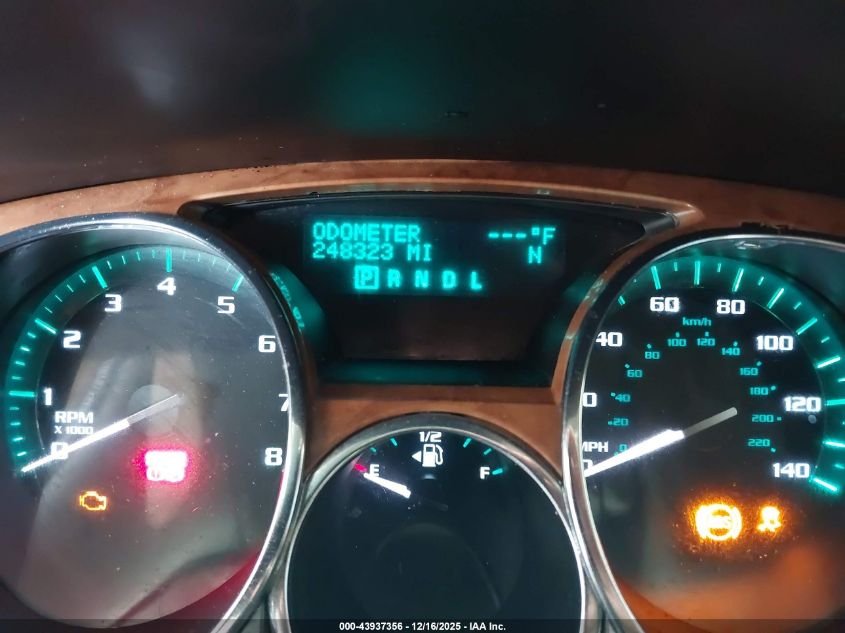 ODOMETER ---°F
248323 MI N
P R N D L
0 1 2 3 4 5 6 7 8
RPM
X 1000
1/2
E F
40 60 80 100 120 140
km/h
0 20 40 60 80 100 120 140 160 180 200 220
MPH
000-43937356 - 12/16/2025 - IAA Inc.